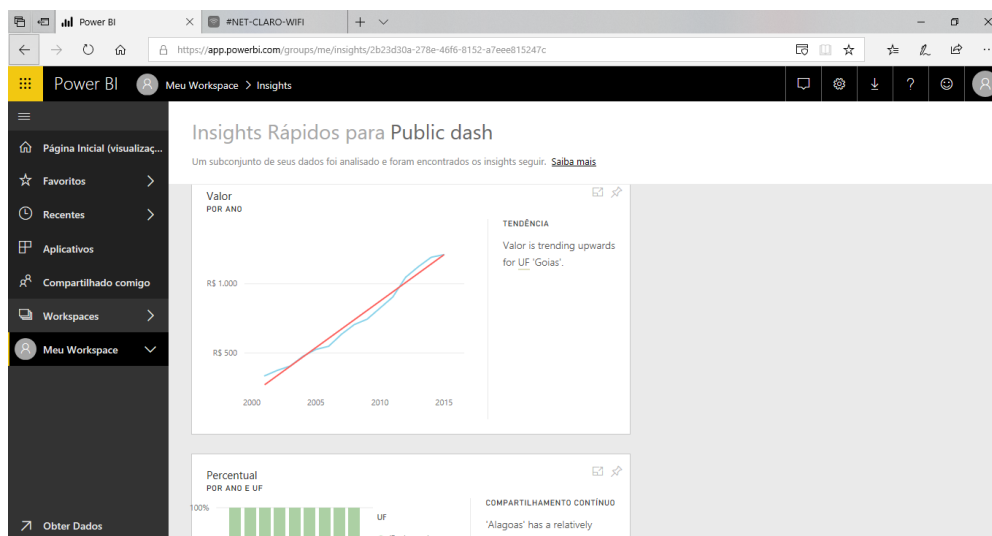 Power BI
#NET-CLARO-WIFI
https://app.powerbi.com/groups/me/insights/2b23d30a-278e-46f6-8152-a7eee815247c
Power BI
Meu Workspace > Insights
Página Inicial (visualizaç...
Favoritos
Recentes
Aplicativos
Compartilhado comigo
Workspaces
Meu Workspace
Obter Dados
Insights Rápidos para Public dash
Um subconjunto de seus dados foi analisado e foram encontrados os insights seguir. Saiba mais
Valor
POR ANO
R$ 1.000
R$ 500
2000 2005 2010 2015
TENDÊNCIA
Valor is trending upwards
for UF 'Goias'.
Percentual
POR ANO E UF
100%
UF
COMPARTILHAMENTO CONTÍNUO
'Alagoas' has a relatively